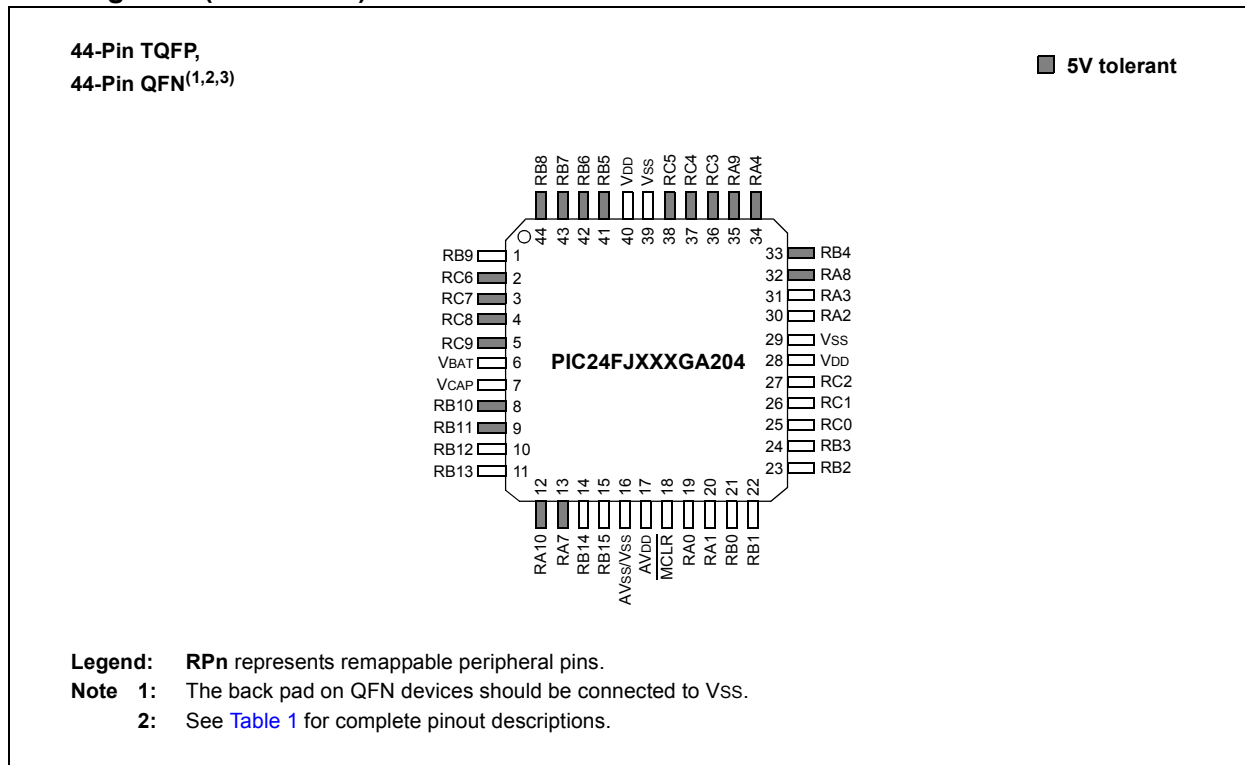 44-Pin TQFP,
44-Pin QFN(1,2,3)
5V tolerant
RB8
RB7
RB6
RB5
VDD
VSS
RC5
RC4
RC3
RA9
RA4
44
43
42
41
40
39
38
37
36
35
34
RB9 1
RC6 2
RC7 3
RC8 4
RC9 5
VBAT 6
VCAP 7
RB10 8
RB11 9
RB12 10
RB13 11
PIC24FJXXXGA204
33 RB4
32 RA8
31 RA3
30 RA2
29 VSS
28 VDD
27 RC2
26 RC1
25 RC0
24 RB3
23 RB2
12
13
14
15
16
17
18
19
20
21
22
RA10
RA7
RB14
RB15
AVSS/VSS
AVDD
MCLR
RA0
RA1
RB0
RB1
Legend: RPn represents remappable peripheral pins.
Note 1: The back pad on QFN devices should be connected to VSS.
2: See Table 1 for complete pinout descriptions.